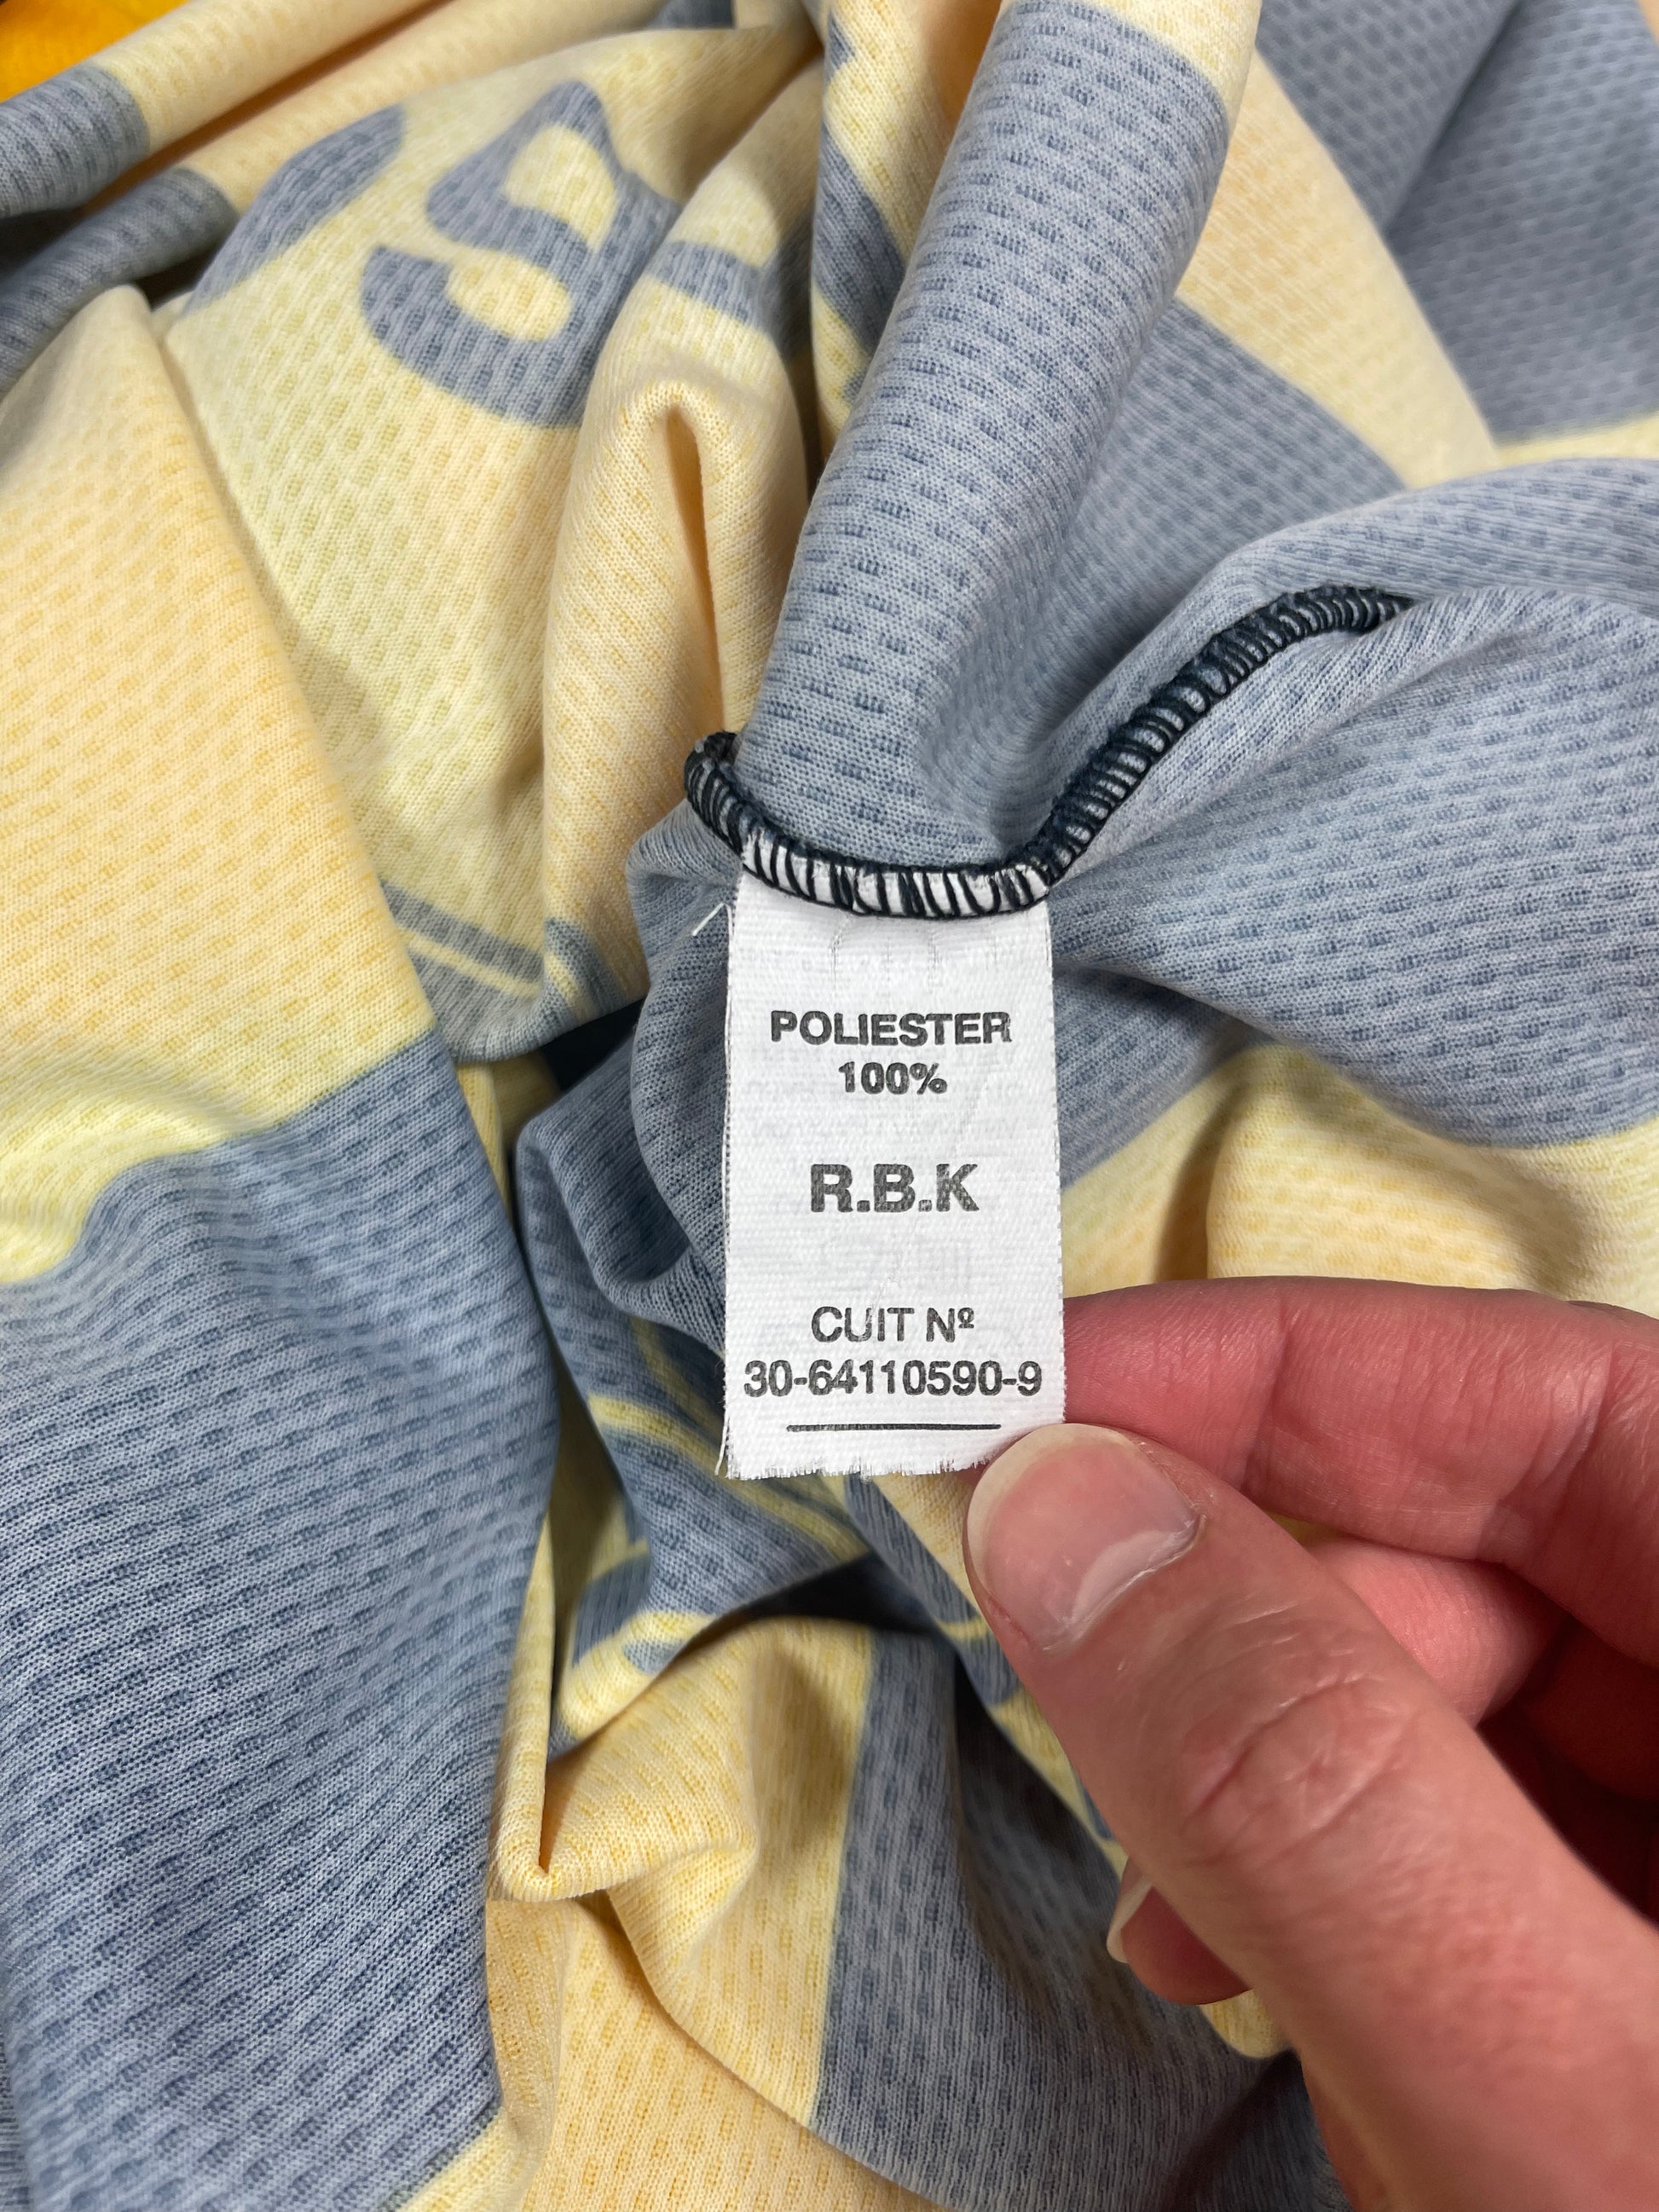 POLIESTER
100%
R.B.K
CUIT Nº
30-64110590-9